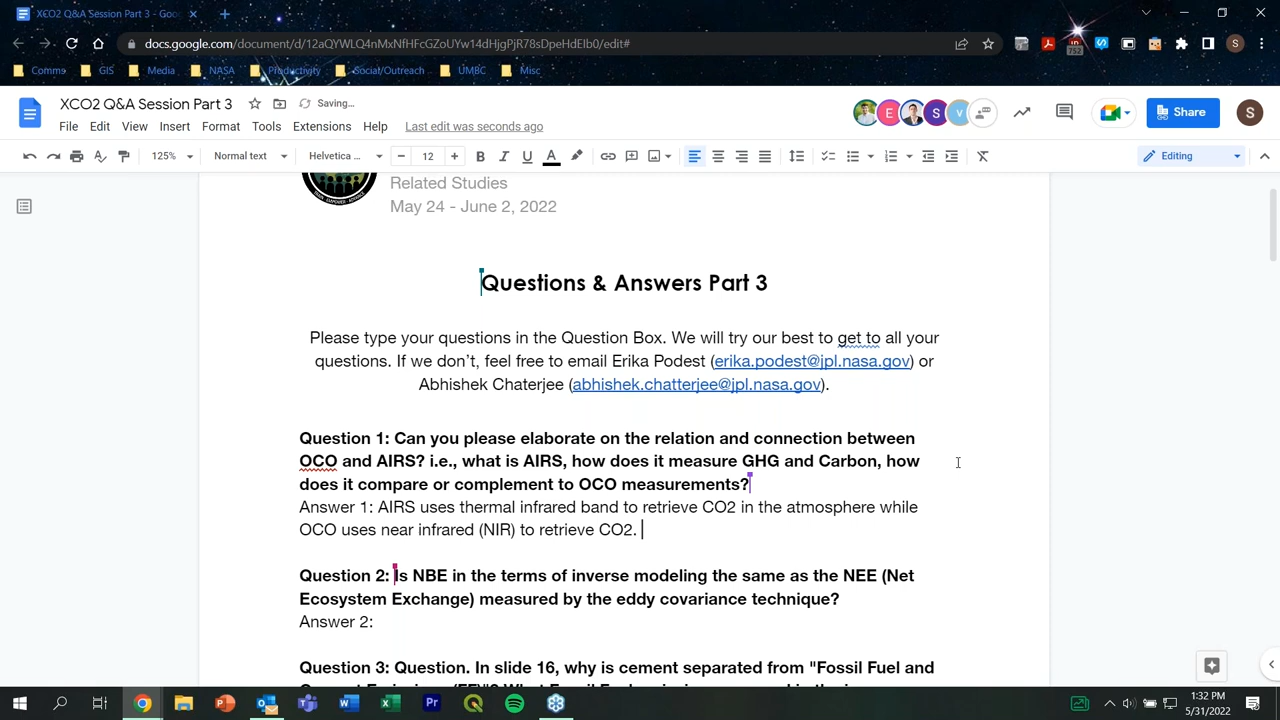 XCO2 Q&A Session Part 3 - Goo
docs.google.com/document/d/12aQYWLQ4nMxNfHFcGZoUYw14dHjgPjR78sDpeHdEIb0/edit#
752
S
Comms
GIS
Media
NASA
Productivity
Social/Outreach
UMBC
Misc
XCO2 Q&A Session Part 3
Saving…
E
S
V
Share
S
File Edit View Insert Format Tools Extensions Help Last edit was seconds ago
125% Normal text Helvetica ... 12 B I U A Editing
Related Studies
May 24 - June 2, 2022
Questions & Answers Part 3
Please type your questions in the Question Box. We will try our best to get to all your
questions. If we don’t, feel free to email Erika Podest (erika.podest@jpl.nasa.gov) or
Abhishek Chaterjee (abhishek.chatterjee@jpl.nasa.gov).
Question 1: Can you please elaborate on the relation and connection between
OCO and AIRS? i.e., what is AIRS, how does it measure GHG and Carbon, how
does it compare or complement to OCO measurements?
Answer 1: AIRS uses thermal infrared band to retrieve CO2 in the atmosphere while
OCO uses near infrared (NIR) to retrieve CO2.
Question 2: Is NBE in the terms of inverse modeling the same as the NEE (Net
Ecosystem Exchange) measured by the eddy covariance technique?
Answer 2:
Question 3: Question. In slide 16, why is cement separated from "Fossil Fuel and
1:32 PM
5/31/2022